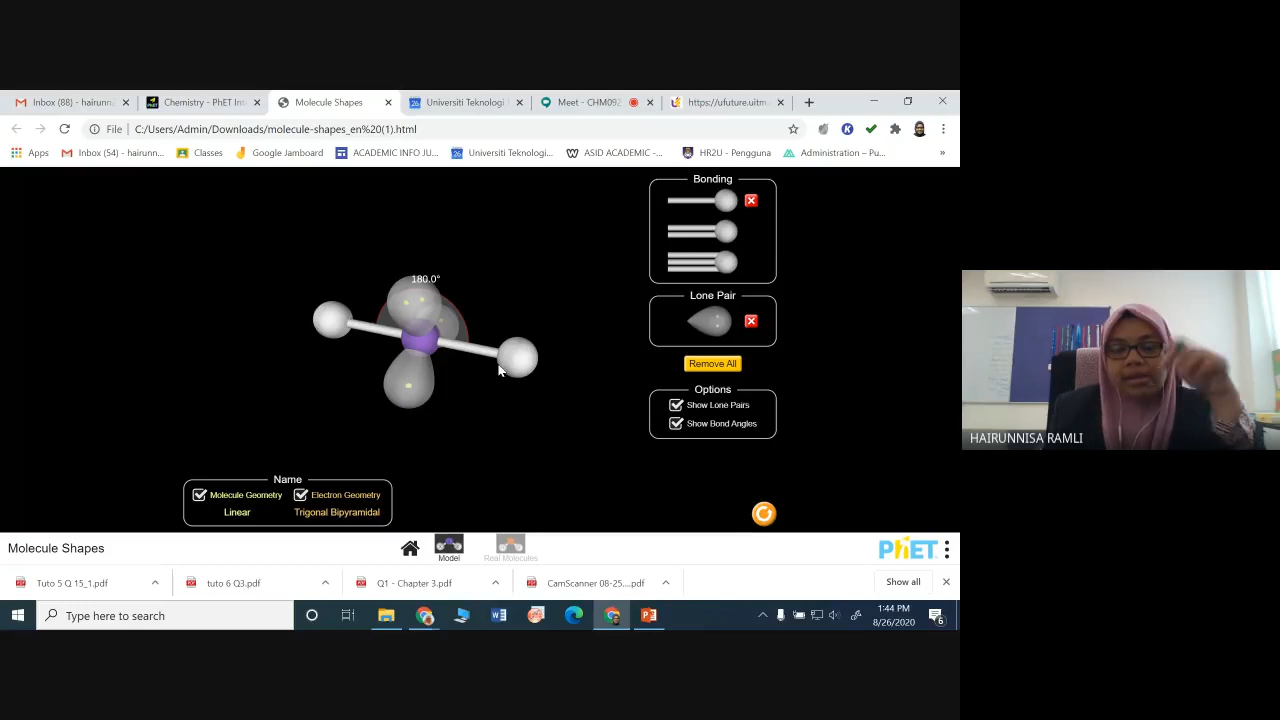 Inbox (88) - hairunn
Chemistry - PhET Int
Molecule Shapes
Universiti Teknologi
Meet - CHM092
https://ufuture.uitm.
File
C:/Users/Admin/Downloads/molecule-shapes_en%20(1).html
Apps
Inbox (54) - hairunn...
Classes
Google Jamboard
ACADEMIC INFO JU...
Universiti Teknologi...
ASID ACADEMIC -...
HR2U - Pengguna
Administration – Pu...
»
Bonding
180.0°
Lone Pair
Remove All
Options
Show Lone Pairs
Show Bond Angles
HAIRUNNISA RAMLI
Name
Molecule Geometry
Electron Geometry
Linear
Trigonal Bipyramidal
Molecule Shapes
Model
Real Molecules
PhET
Tuto 5 Q 15_1.pdf
tuto 6 Q3.pdf
Q1 - Chapter 3.pdf
CamScanner 08-25....pdf
Show all
Type here to search
1:44 PM
8/26/2020
6